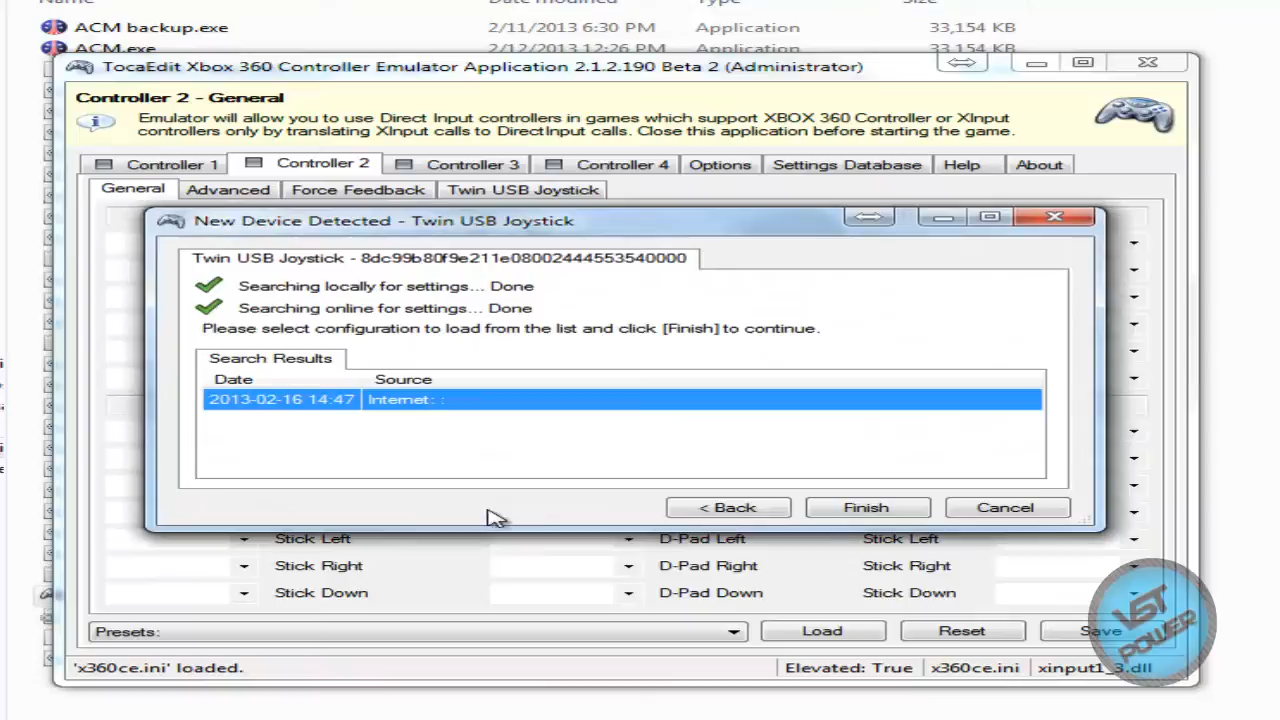 Name Date modified Type Size
ACM backup.exe 2/11/2013 6:30 PM Application 33,154 KB
ACM.exe 2/12/2013 12:26 PM Application 33,154 KB
TocaEdit Xbox 360 Controller Emulator Application 2.1.2.190 Beta 2 (Administrator)
Controller 2 - General
Emulator will allow you to use Direct Input controllers in games which support XBOX 360 Controller or XInput
controllers only by translating XInput calls to DirectInput calls. Close this application before starting the game.
Controller 1 Controller 2 Controller 3 Controller 4 Options Settings Database Help About
General Advanced Force Feedback Twin USB Joystick
New Device Detected - Twin USB Joystick
Twin USB Joystick - 8dc99b80f9e211e08002444553540000
Searching locally for settings... Done
Searching online for settings... Done
Please select configuration to load from the list and click [Finish] to continue.
Search Results
Date Source
2013-02-16 14:47 Internet: :
< Back Finish Cancel
Stick Left D-Pad Left Stick Left
Stick Right D-Pad Right Stick Right
Stick Down D-Pad Down Stick Down
Presets: Load Reset Save
'x360ce.ini' loaded. Elevated: True x360ce.ini xinput1_3.dll
VST
POWER